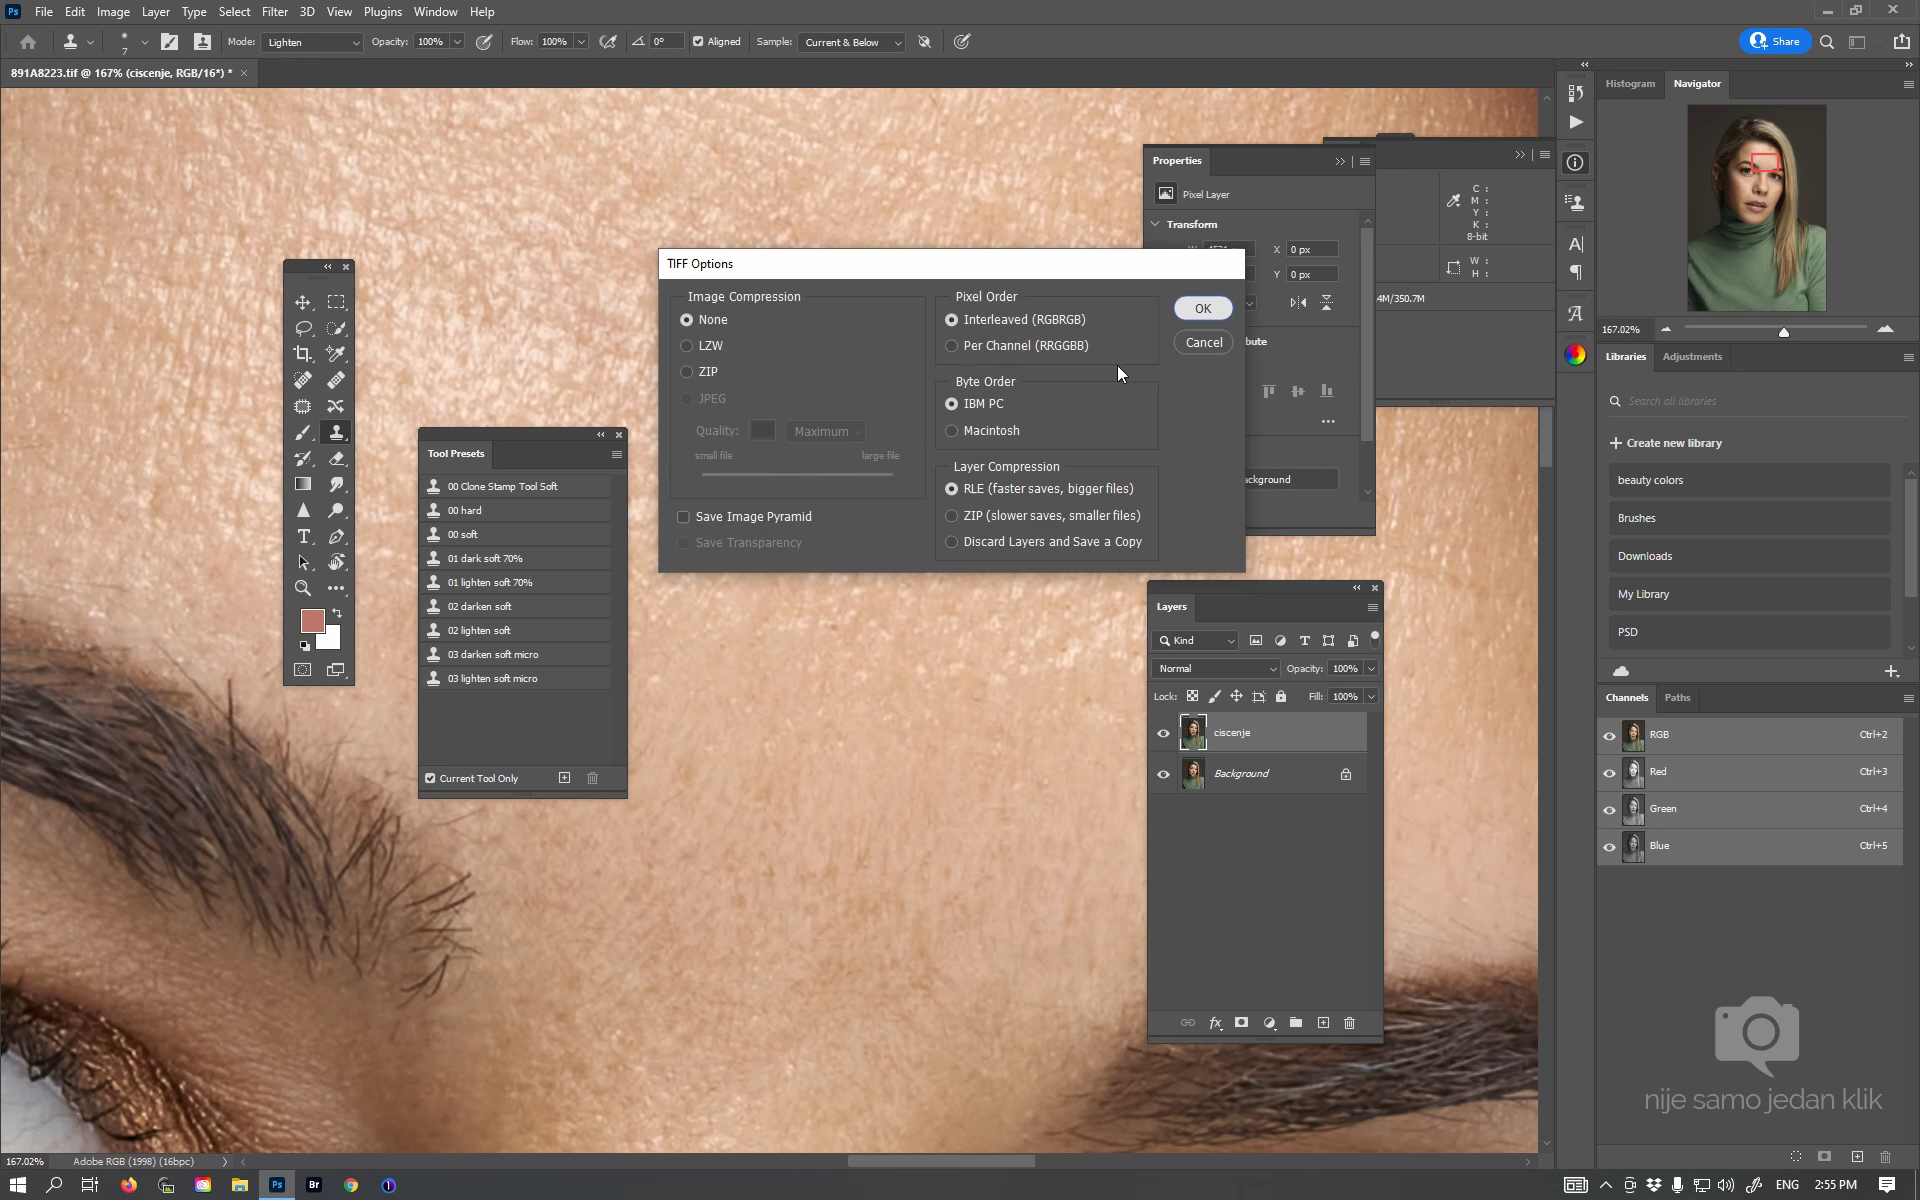 Ps File Edit Image Layer Type Select Filter 3D View Plugins Window Help
7 Mode: Lighten Opacity: 100% Flow: 100% 0° Aligned Sample: Current & Below Share
891A8223.tif @ 167% (ciscenje, RGB/16*) * ×
Histogram Navigator
167.02%
Libraries Adjustments
Search all libraries
Create new library
beauty colors
Brushes
Downloads
My Library
PSD
Channels Paths
RGB Ctrl+2
Red Ctrl+3
Green Ctrl+4
Blue Ctrl+5
Properties
Pixel Layer
Transform
X 0 px
Y 0 px
C :
M :
Y :
K :
8-bit
W :
H :
4M/350.7M
TIFF Options
Image Compression
None
LZW
ZIP
JPEG
Quality: Maximum
small file large file
Save Image Pyramid
Save Transparency
Pixel Order
Interleaved (RGBRGB)
Per Channel (RRGGBB)
Byte Order
IBM PC
Macintosh
Layer Compression
RLE (faster saves, bigger files)
ZIP (slower saves, smaller files)
Discard Layers and Save a Copy
OK
Cancel
bute
ckground
Tool Presets
00 Clone Stamp Tool Soft
00 hard
00 soft
01 dark soft 70%
01 lighten soft 70%
02 darken soft
02 lighten soft
03 darken soft micro
03 lighten soft micro
Current Tool Only
Layers
Kind
Normal Opacity: 100%
Lock: Fill: 100%
ciscenje
Background
fx
nije samo jedan klik
167.02% Adobe RGB (1998) (16bpc)
Ps Br ENG 2:55 PM